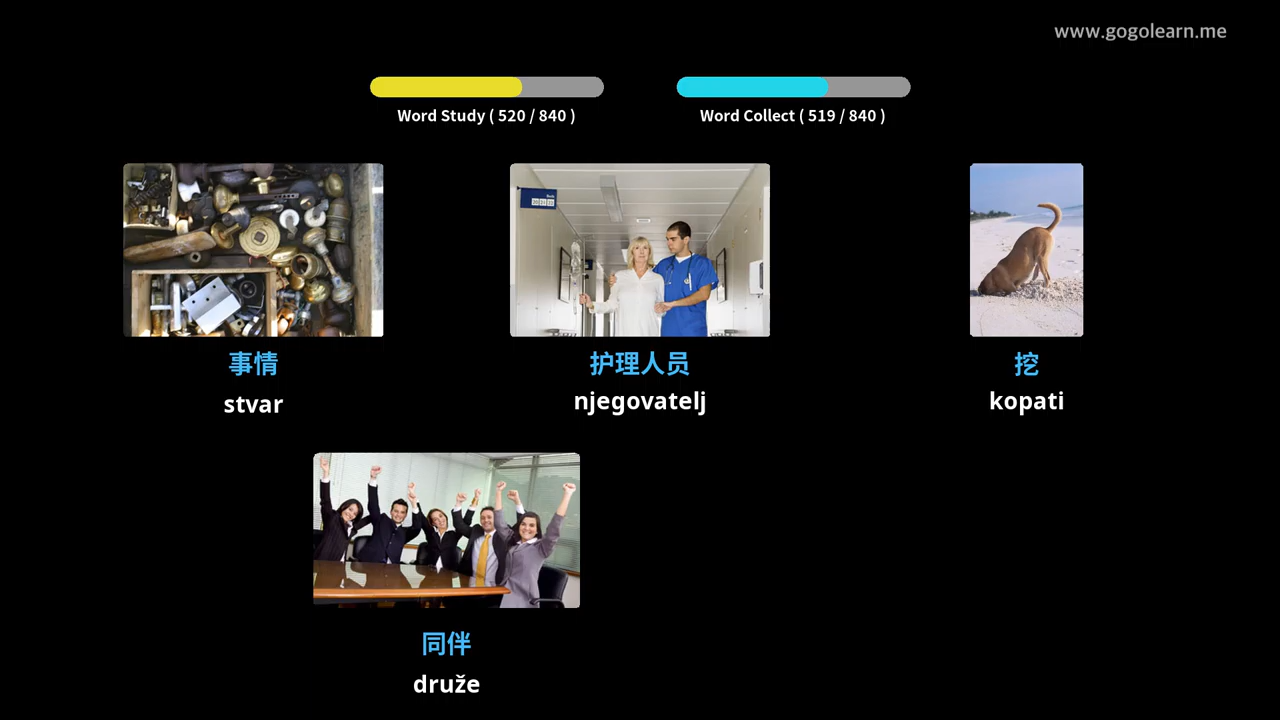 www.gogolearn.me
Word Study ( 520 / 840 )
Word Collect ( 519 / 840 )
事情
stvar
护理人员
njegovatelj
挖
kopati
同伴
druže